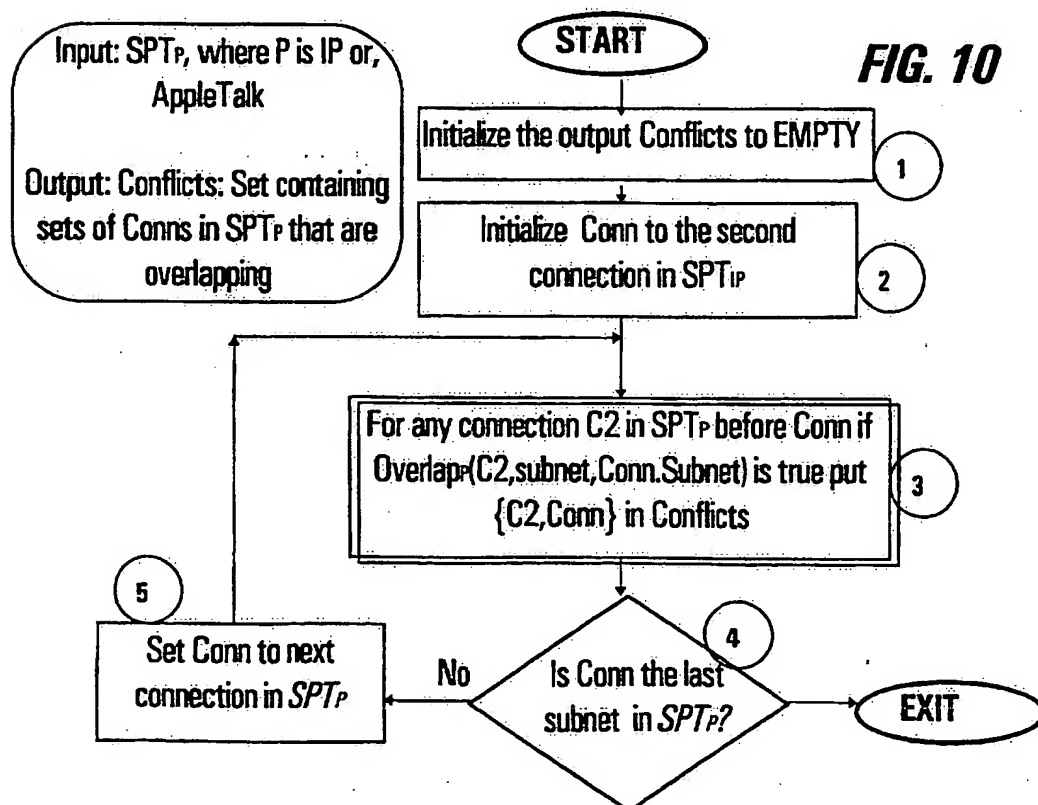 Input: SPTP, where P is IP or,
AppleTalk
Output: Conflicts: Set containing
sets of Conns in SPTP that are
overlapping
START
FIG. 10
Initialize the output Conflicts to EMPTY
1
Initialize Conn to the second
connection in SPTIP
2
For any connection C2 in SPTP before Conn if
OverlapP(C2,subnet,Conn.Subnet) is true put
{C2,Conn} in Conflicts
3
4
Is Conn the last
subnet in SPTP?
No
5
Set Conn to next
connection in SPTP
EXIT